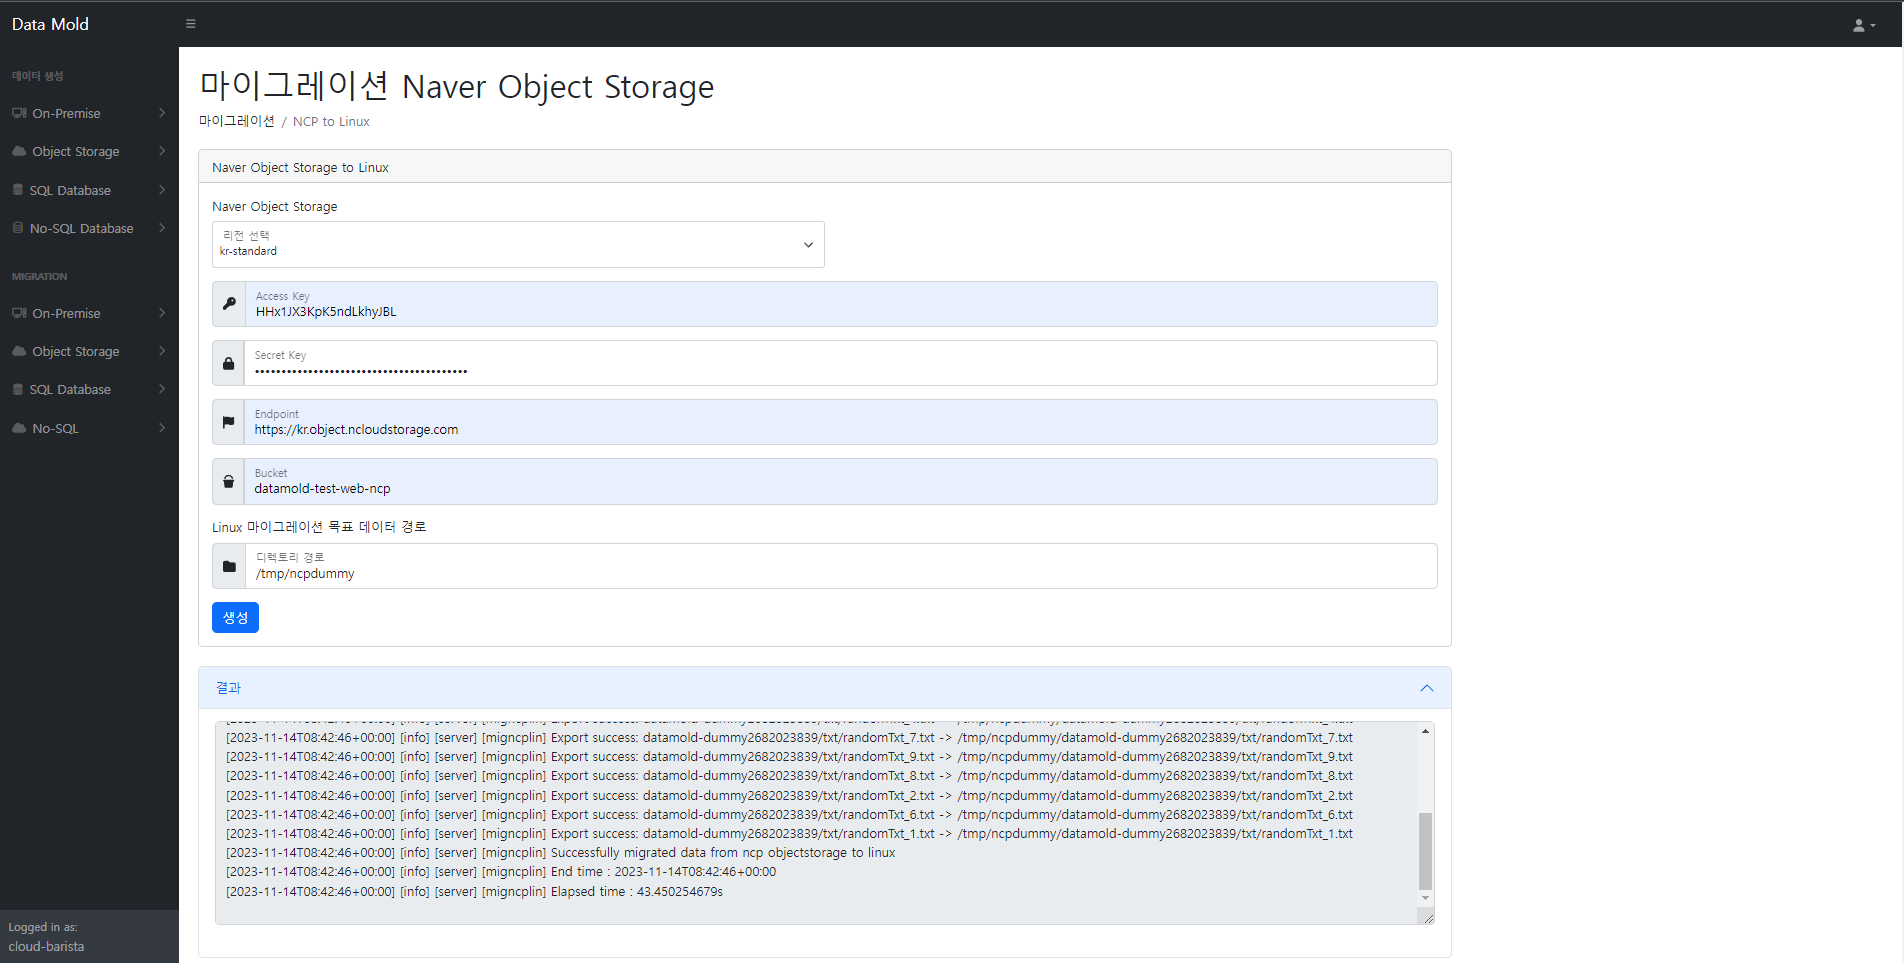 Data Mold
데이터 생성
On-Premise
Object Storage
SQL Database
No-SQL Database
MIGRATION
On-Premise
Object Storage
SQL Database
No-SQL
Logged in as:
cloud-barista
마이그레이션 Naver Object Storage
마이그레이션 / NCP to Linux
Naver Object Storage to Linux
Naver Object Storage
리전 선택
kr-standard
Access Key
HHx1JX3KpK5ndLkhyJBL
Secret Key
••••••••••••••••••••••••••••••••••••••••
Endpoint
https://kr.object.ncloudstorage.com
Bucket
datamold-test-web-ncp
Linux 마이그레이션 목표 데이터 경로
디렉토리 경로
/tmp/ncpdummy
생성
결과
[2023-11-14T08:42:46+00:00] [info] [server] [migncplin] Export success: datamold-dummy2682023839/txt/randomTxt_7.txt -> /tmp/ncpdummy/datamold-dummy2682023839/txt/randomTxt_7.txt
[2023-11-14T08:42:46+00:00] [info] [server] [migncplin] Export success: datamold-dummy2682023839/txt/randomTxt_9.txt -> /tmp/ncpdummy/datamold-dummy2682023839/txt/randomTxt_9.txt
[2023-11-14T08:42:46+00:00] [info] [server] [migncplin] Export success: datamold-dummy2682023839/txt/randomTxt_8.txt -> /tmp/ncpdummy/datamold-dummy2682023839/txt/randomTxt_8.txt
[2023-11-14T08:42:46+00:00] [info] [server] [migncplin] Export success: datamold-dummy2682023839/txt/randomTxt_2.txt -> /tmp/ncpdummy/datamold-dummy2682023839/txt/randomTxt_2.txt
[2023-11-14T08:42:46+00:00] [info] [server] [migncplin] Export success: datamold-dummy2682023839/txt/randomTxt_6.txt -> /tmp/ncpdummy/datamold-dummy2682023839/txt/randomTxt_6.txt
[2023-11-14T08:42:46+00:00] [info] [server] [migncplin] Export success: datamold-dummy2682023839/txt/randomTxt_1.txt -> /tmp/ncpdummy/datamold-dummy2682023839/txt/randomTxt_1.txt
[2023-11-14T08:42:46+00:00] [info] [server] [migncplin] Successfully migrated data from ncp objectstorage to linux
[2023-11-14T08:42:46+00:00] [info] [server] [migncplin] End time : 2023-11-14T08:42:46+00:00
[2023-11-14T08:42:46+00:00] [info] [server] [migncplin] Elapsed time : 43.450254679s